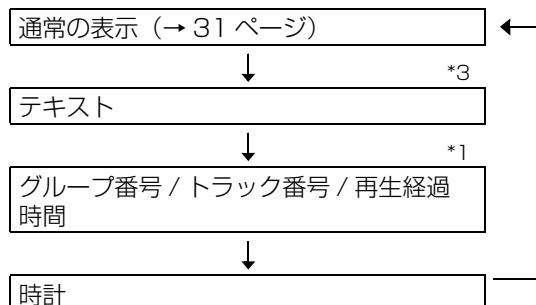 通常の表示（→ 31 ページ）
*3
テキスト
*1
グループ番号 / トラック番号 / 再生経過
時間
時計